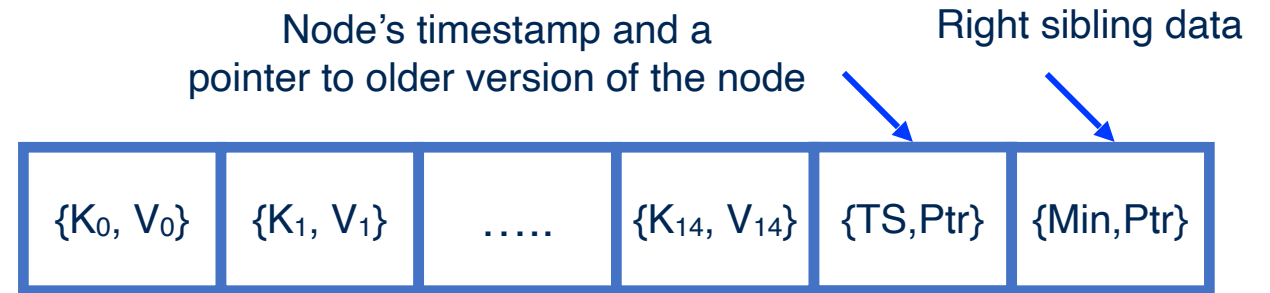 Node's timestamp and a
pointer to older version of the node
Right sibling data
{K₀, V₀} {K₁, V₁} ..... {K₁₄, V₁₄} {TS,Ptr} {Min,Ptr}